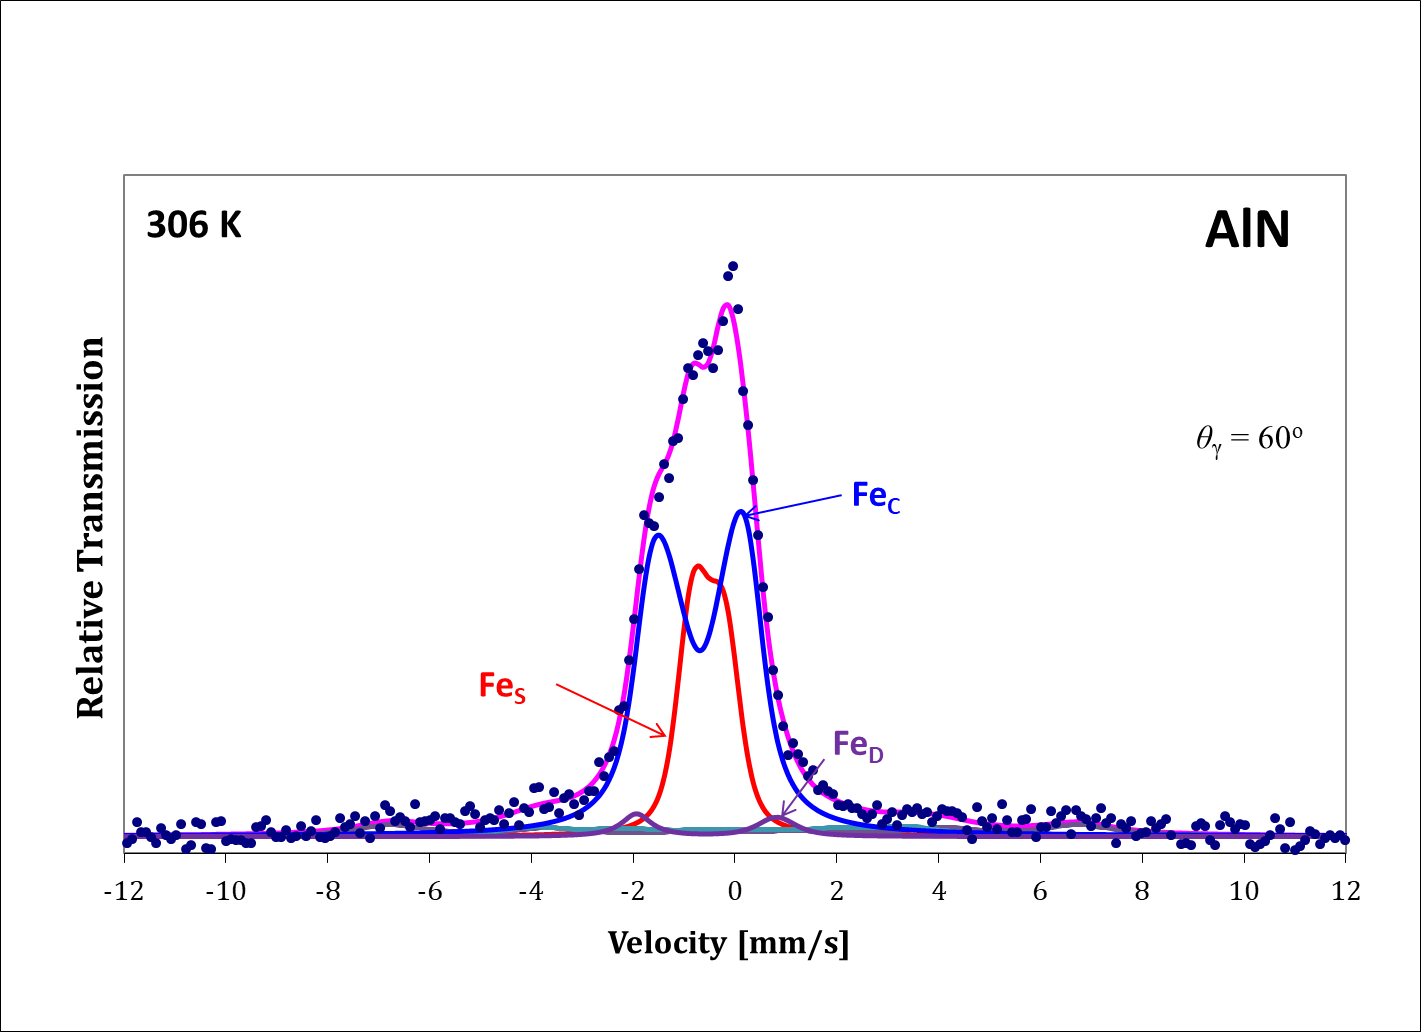 306 K
AlN
θγ = 60o
FeC
FeS
FeD
Relative Transmission
-12 -10 -8 -6 -4 -2 0 2 4 6 8 10 12
Velocity [mm/s]